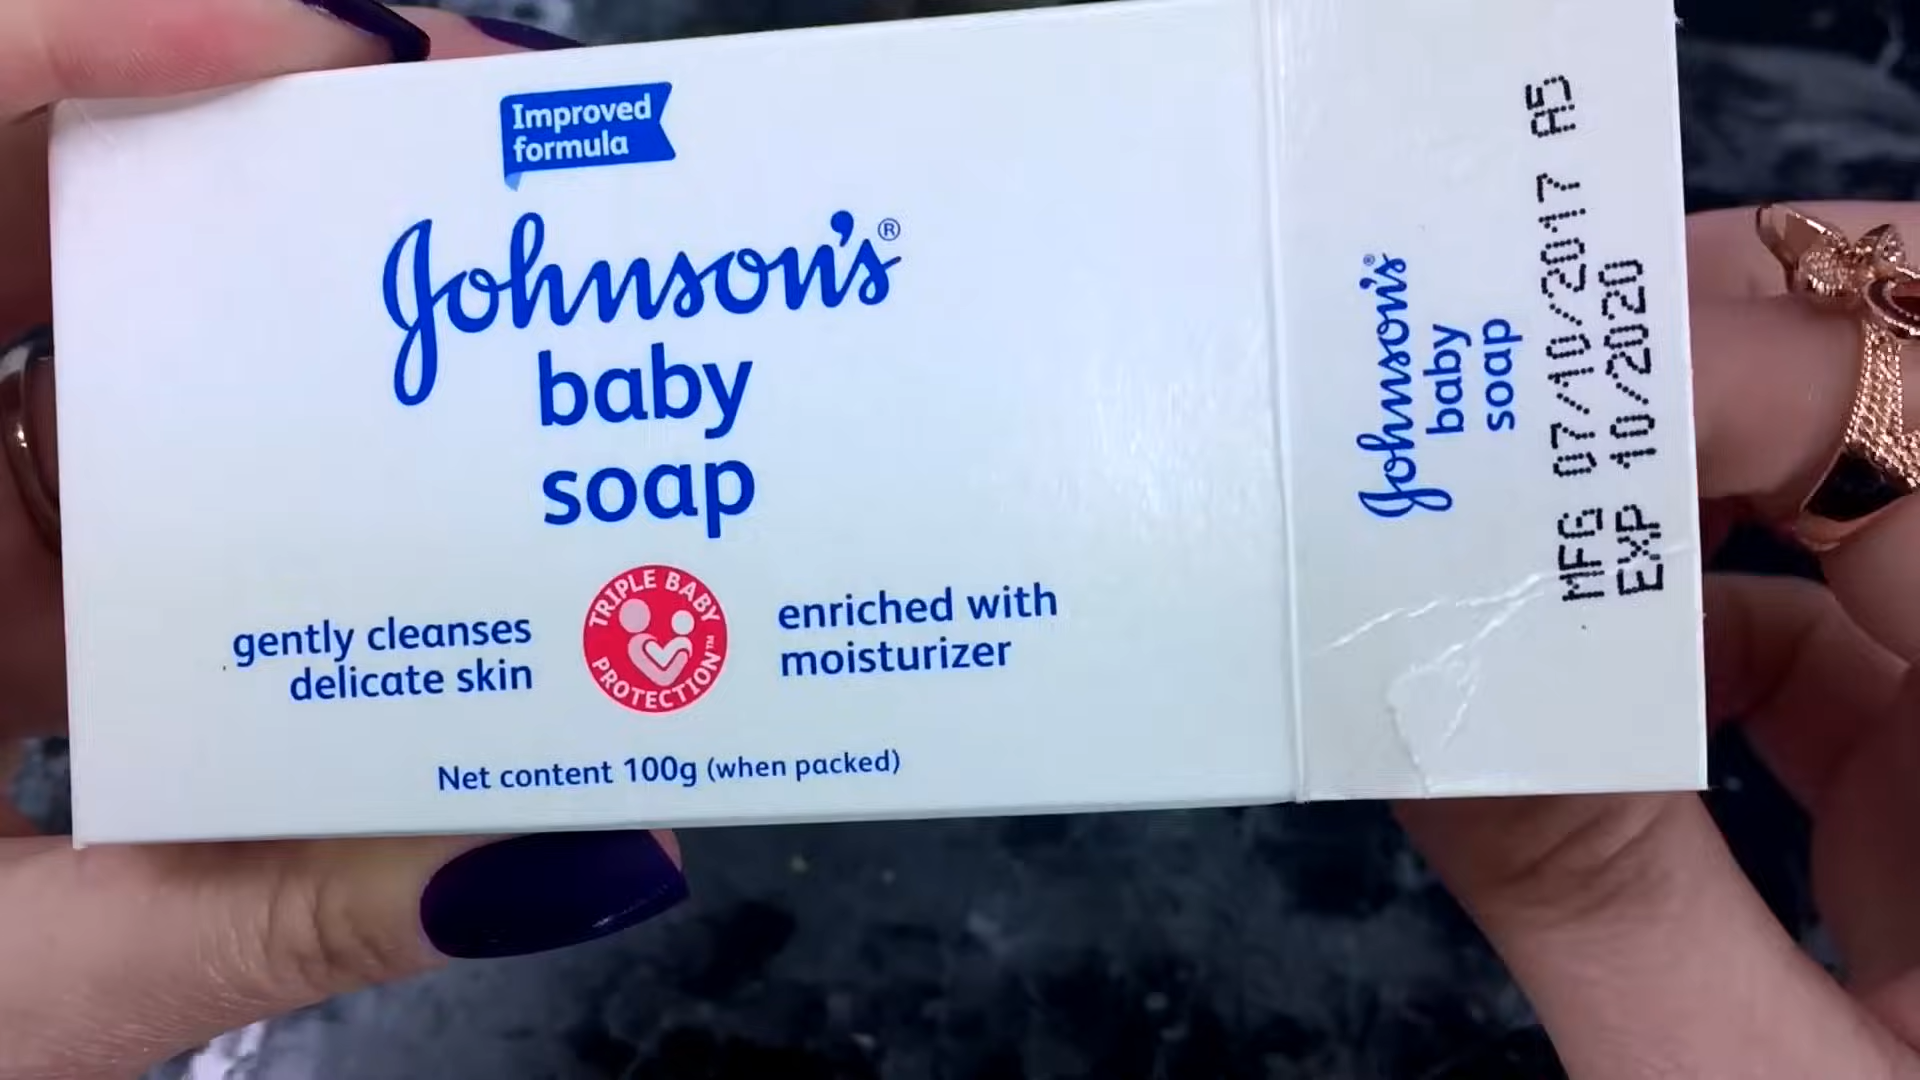 Improved
formula
Johnson's®
baby
soap
gently cleanses
delicate skin
TRIPLE BABY
PROTECTION™
enriched with
moisturizer
Net content 100g (when packed)
Johnson's®
baby
soap
MFG 07/10/2017 A5
EXP 10/2020